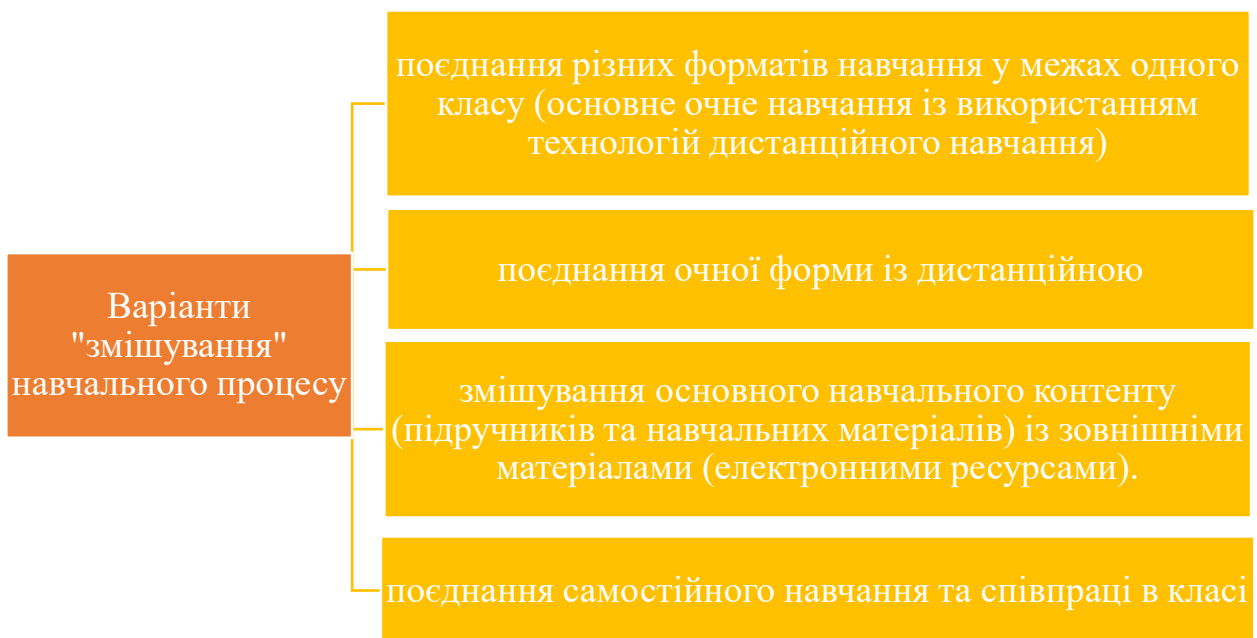 Варіанти
"змішування"
навчального процесу
поєднання різних форматів навчання у межах одного
класу (основне очне навчання із використанням
технологій дистанційного навчання)
поєднання очної форми із дистанційною
змішування основного навчального контенту
(підручників та навчальних матеріалів) із зовнішніми
матеріалами (електронними ресурсами).
поєднання самостійного навчання та співпраці в класі